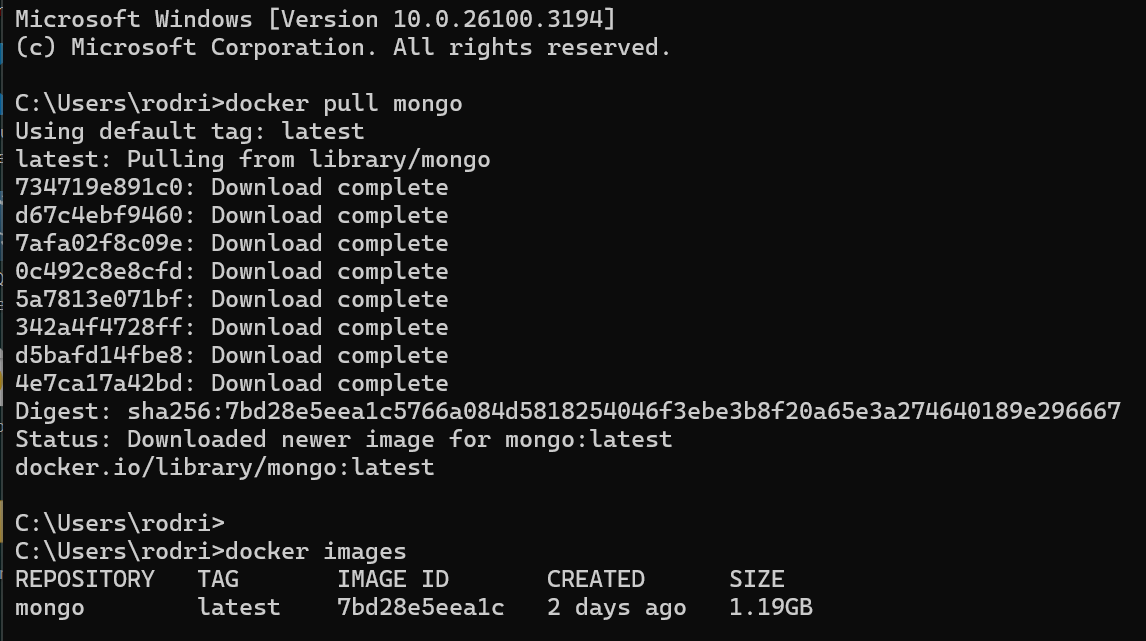 Microsoft Windows [Version 10.0.26100.3194]
(c) Microsoft Corporation. All rights reserved.
C:\Users\rodri>docker pull mongo
Using default tag: latest
latest: Pulling from library/mongo
734719e891c0: Download complete
d67c4ebf9460: Download complete
7afa02f8c09e: Download complete
0c492c8e8cfd: Download complete
5a7813e071bf: Download complete
342a4f4728ff: Download complete
d5bafd14fbe8: Download complete
4e7ca17a42bd: Download complete
Digest: sha256:7bd28e5eea1c5766a084d5818254046f3ebe3b8f20a65e3a274640189e296667
Status: Downloaded newer image for mongo:latest
docker.io/library/mongo:latest
C:\Users\rodri>
C:\Users\rodri>docker images
REPOSITORY   TAG       IMAGE ID       CREATED      SIZE
mongo        latest    7bd28e5eea1c   2 days ago   1.19GB